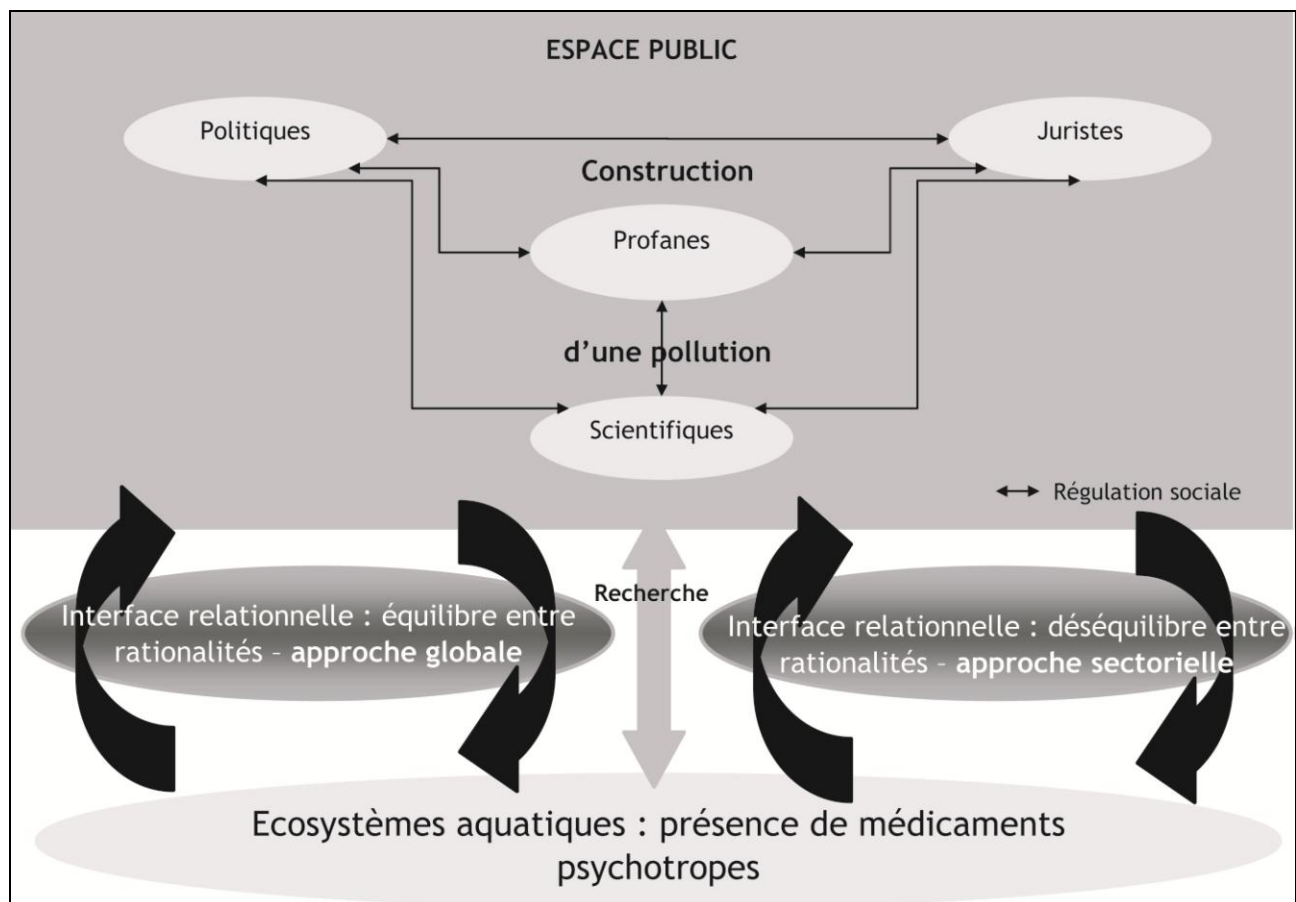 ESPACE PUBLIC
Politiques
Juristes
Construction
Profanes
d'une pollution
Scientifiques
Régulation sociale
Recherche
Interface relationnelle : équilibre entre
rationalités – approche globale
Interface relationnelle : déséquilibre entre
rationalités – approche sectorielle
Ecosystèmes aquatiques : présence de médicaments
psychotropes